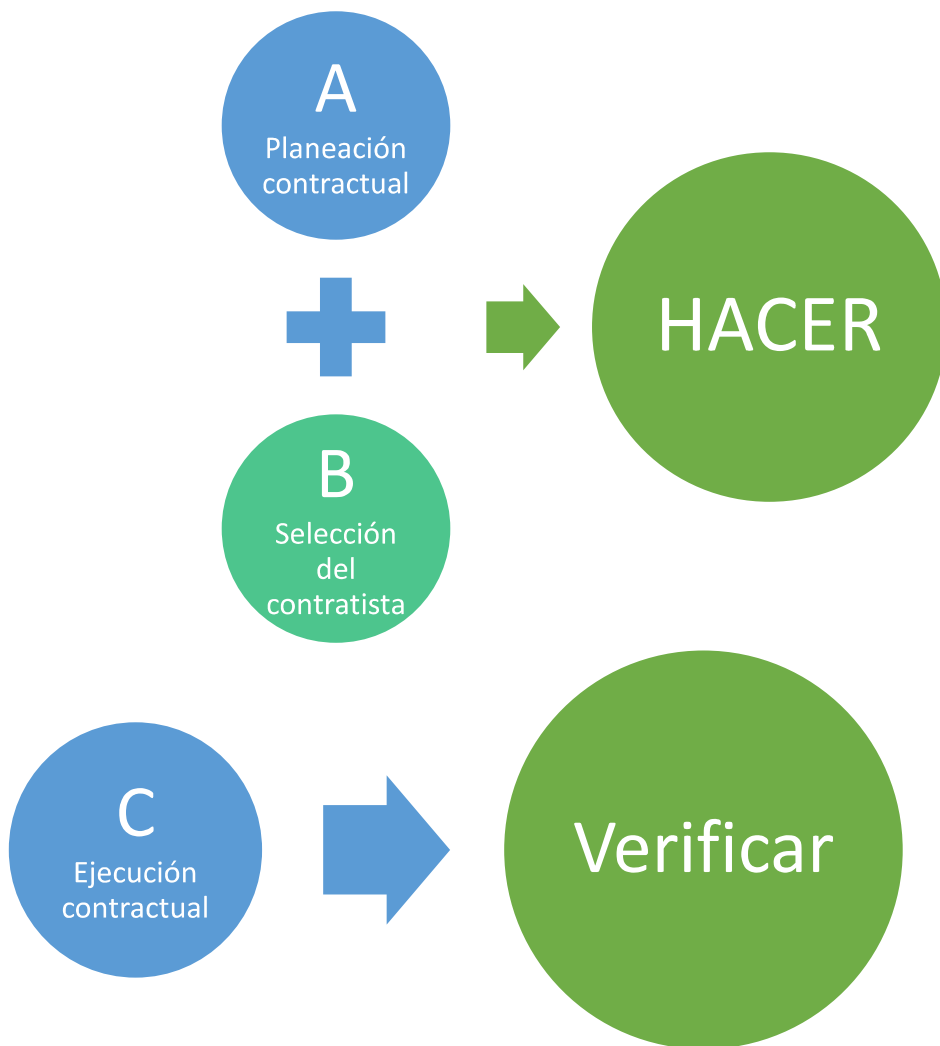 A
Planeación
contractual
HACER
B
Selección
del
contratista
C
Ejecución
contractual
Verificar